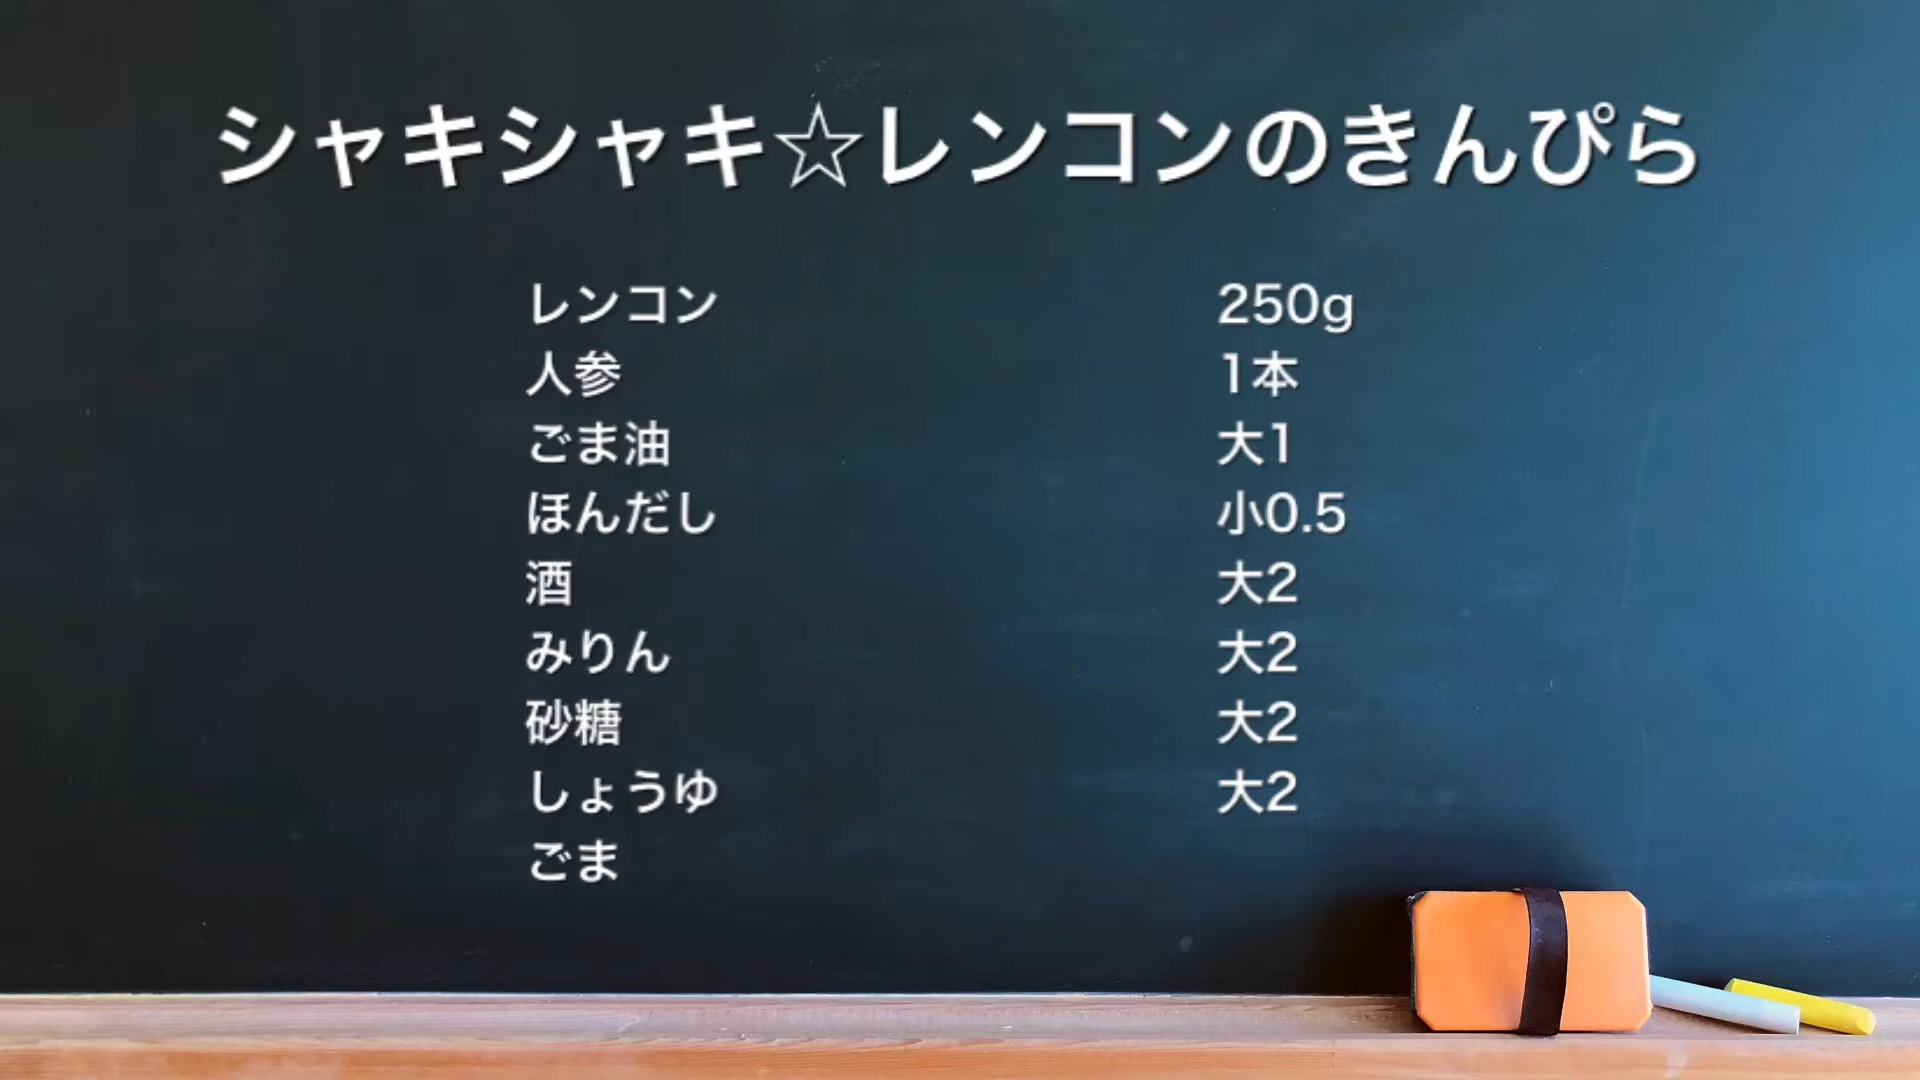 シャキシャキ☆レンコンのきんぴら
レンコン 250g
人参 1本
ごま油 大1
ほんだし 小0.5
酒 大2
みりん 大2
砂糖 大2
しょうゆ 大2
ごま